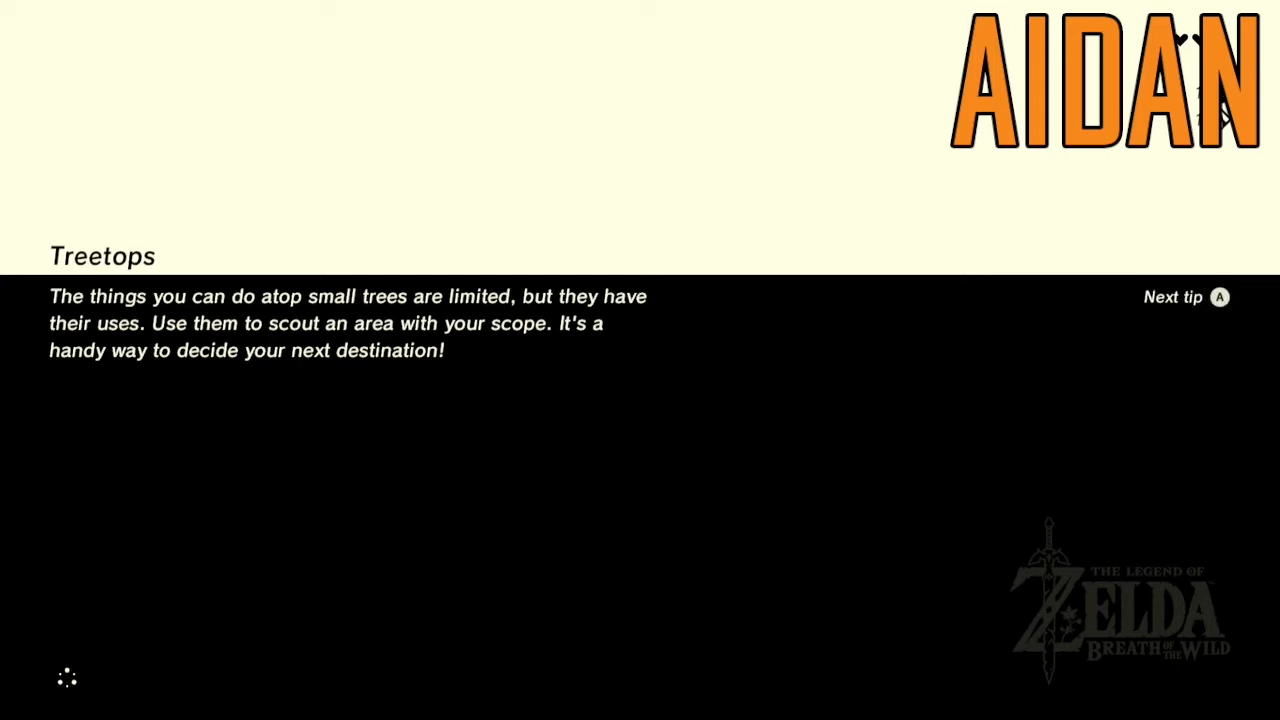 AIDAN
Treetops
The things you can do atop small trees are limited, but they have
their uses. Use them to scout an area with your scope. It's a
handy way to decide your next destination!
Next tip A
THE LEGEND OF
ZELDA
BREATH OF THE WILD